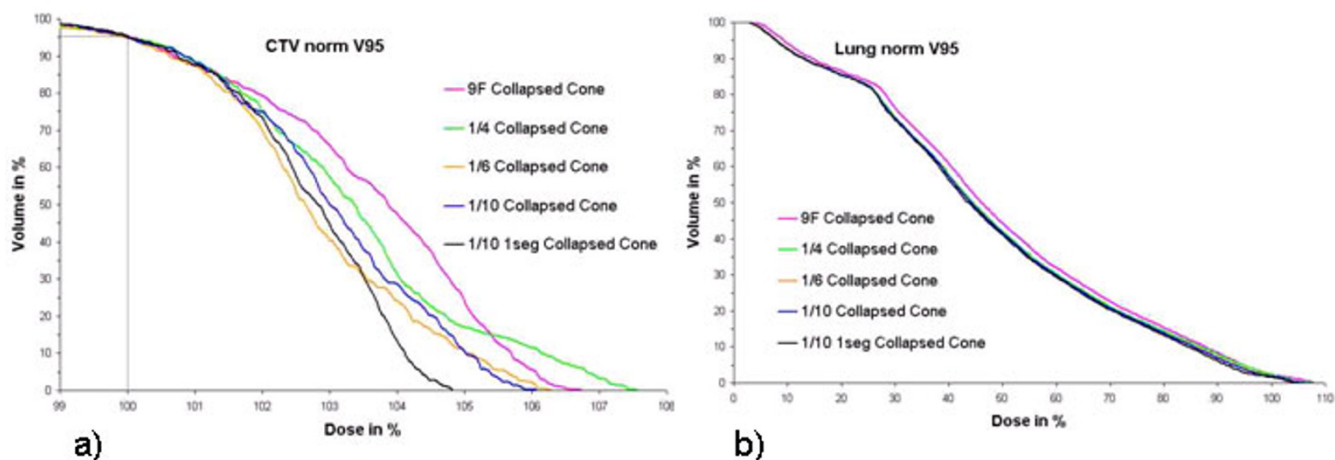 CTV norm V95
9F Collapsed Cone
1/4 Collapsed Cone
1/6 Collapsed Cone
1/10 Collapsed Cone
1/10 1seg Collapsed Cone
Volume in %
100
90
80
70
60
50
40
30
20
10
0
99 100 101 102 103 104 105 106 107 108
Dose in %
a)
Lung norm V95
9F Collapsed Cone
1/4 Collapsed Cone
1/6 Collapsed Cone
1/10 Collapsed Cone
1/10 1seg Collapsed Cone
Volume in %
100
90
80
70
60
50
40
30
20
10
0
0 10 20 30 40 50 60 70 80 90 100 110
Dose in %
b)